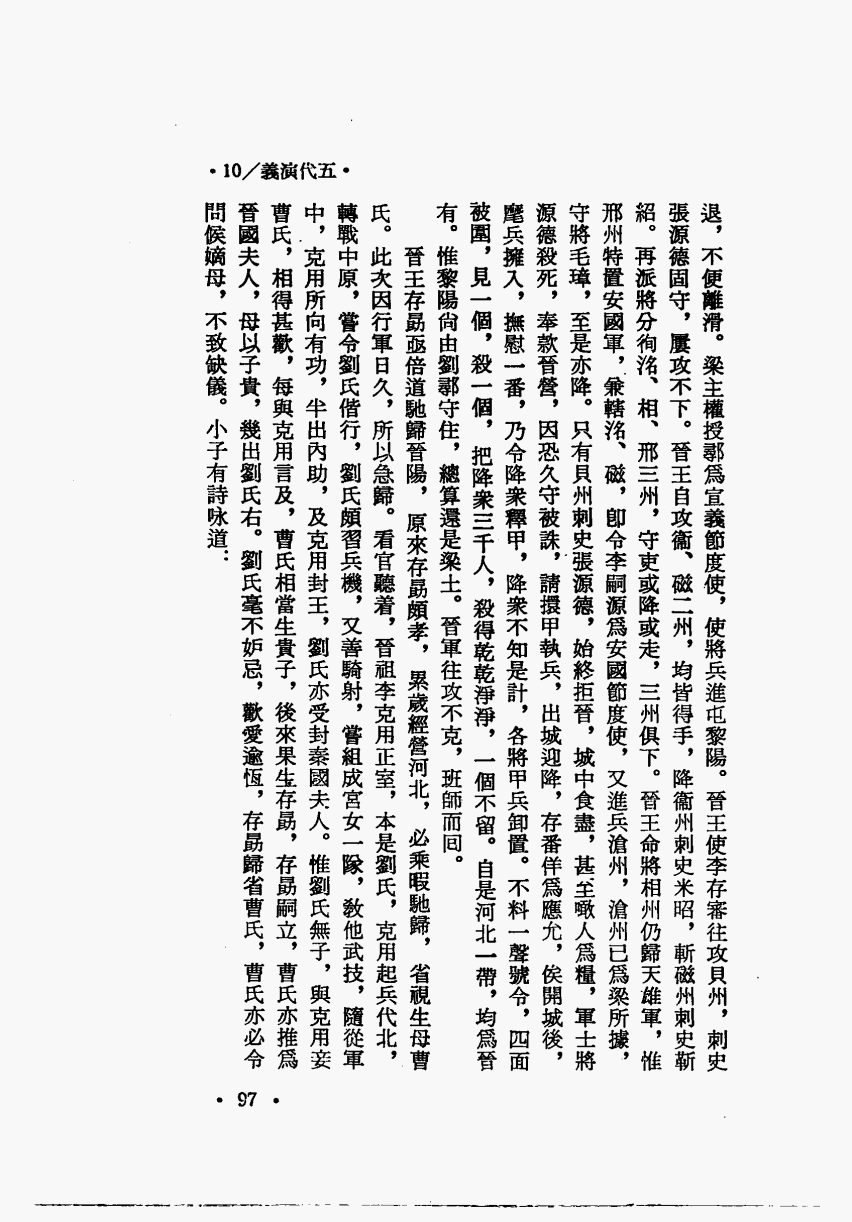 •10／義演代五•
退，不便離滑。梁主權授鄩爲宣義節度使，使將兵進屯黎陽。晉王使李存審往攻貝州，刺史
張源德固守，屢攻不下。晉王自攻衞、磁二州，均皆得手，降衞州刺史米昭，斬磁州刺史靳
紹。再派將分徇洺、相、邢三州，守吏或降或走，三州俱下。晉王命將相州仍歸天雄軍，惟
邢州特置安國軍，兼轄洺、磁，卽令李嗣源爲安國節度使，又進兵滄州，滄州已爲梁所據，
守將毛璋，至是亦降。只有貝州刺史張源德，始終拒晉，城中食盡，甚至噉人爲糧，軍士將
源德殺死，奉款晉營，因恐久守被誅，請擐甲執兵，出城迎降，存審佯爲應允，俟開城後，
麾兵擁入，撫慰一番，乃令降衆釋甲，降衆不知是計，各將甲兵卸置。不料一聲號令，四面
被圍，見一個，殺一個，把降衆三千人，殺得乾乾淨淨，一個不留。自是河北一帶，均爲晉
有。惟黎陽尙由劉鄩守住，總算還是梁土。晉軍往攻不克，班師而囘。
晉王存勗亟倍道馳歸晉陽，原來存勗頗孝，累歲經營河北，必乘暇馳歸，省視生母曹
氏。此次因行軍日久，所以急歸。看官聽着，晉祖李克用正室，本是劉氏，克用起兵代北，
轉戰中原，嘗令劉氏偕行，劉氏頗習兵機，又善騎射，嘗組成宮女一隊，敎他武技，隨從軍
中，克用所向有功，半出內助，及克用封王，劉氏亦受封秦國夫人。惟劉氏無子，與克用妾
曹氏，相得甚歡，每與克用言及，曹氏相當生貴子，後來果生存勗，存勗嗣立，曹氏亦推爲
晉國夫人，母以子貴，幾出劉氏右。劉氏毫不妒忌，歡愛逾恆，存勗歸省曹氏，曹氏亦必令
問候嫡母，不致缺儀。小子有詩咏道：
• 97 •